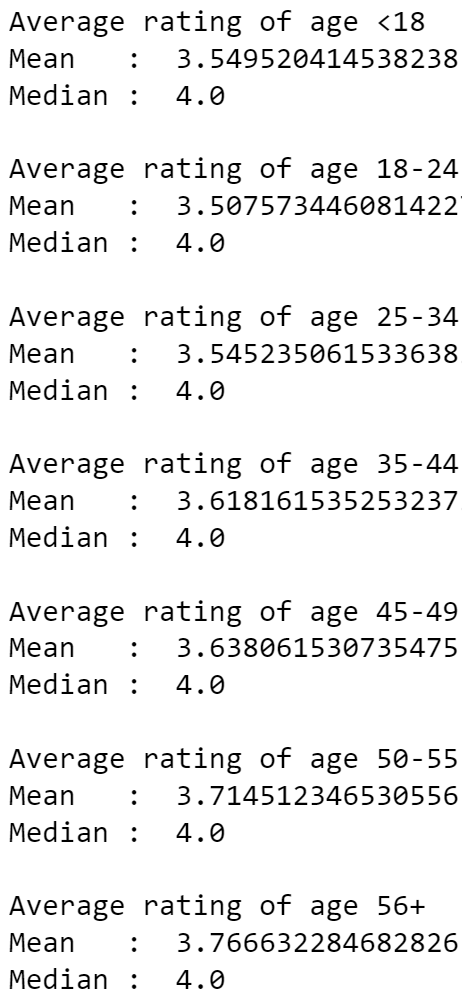 Average rating of age <18
Mean   :  3.549520414538238
Median :  4.0

Average rating of age 18-24
Mean   :  3.507573446081422
Median :  4.0

Average rating of age 25-34
Mean   :  3.545235061533638
Median :  4.0

Average rating of age 35-44
Mean   :  3.618161535253237
Median :  4.0

Average rating of age 45-49
Mean   :  3.638061530735475
Median :  4.0

Average rating of age 50-55
Mean   :  3.714512346530556
Median :  4.0

Average rating of age 56+
Mean   :  3.766632284682826
Median :  4.0